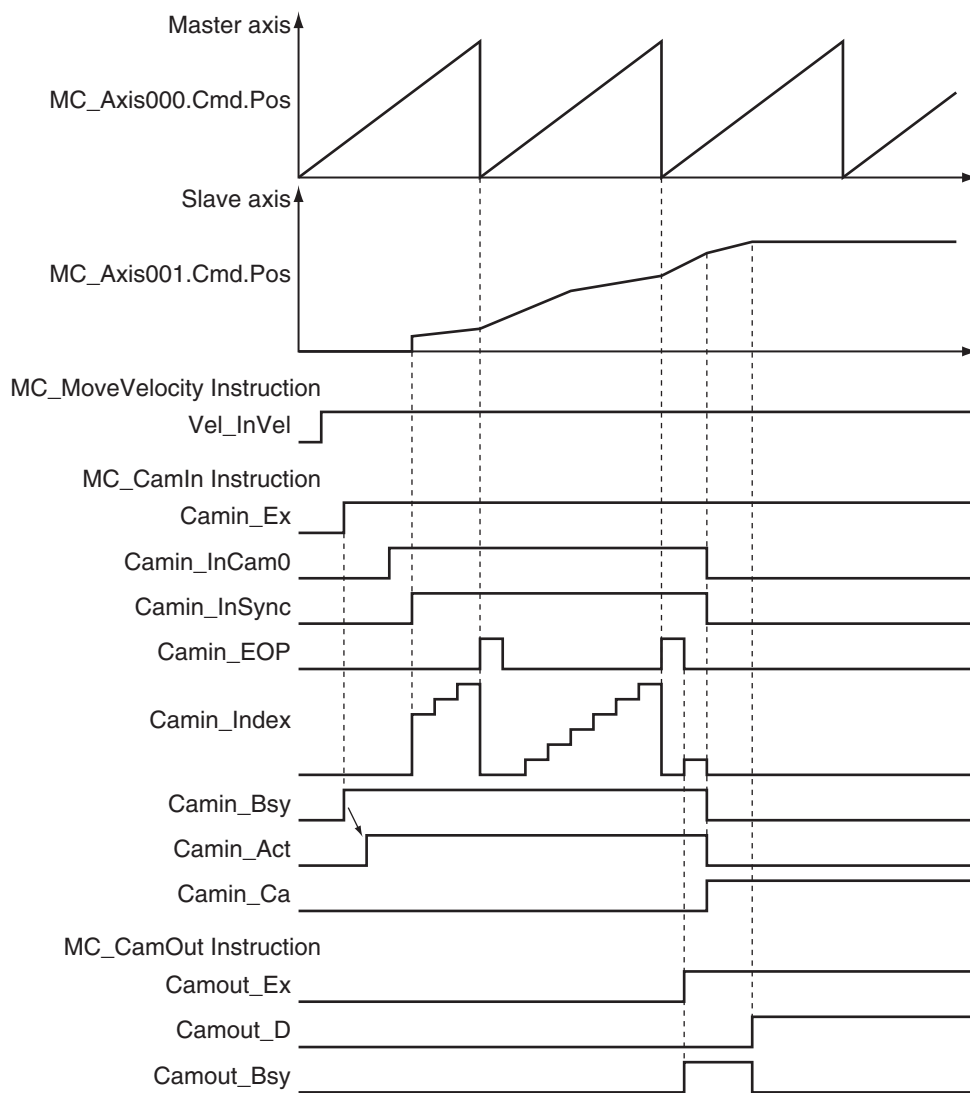 Master axis
MC_Axis000.Cmd.Pos
Slave axis
MC_Axis001.Cmd.Pos
MC_MoveVelocity Instruction
Vel_InVel
MC_CamIn Instruction
Camin_Ex
Camin_InCam0
Camin_InSync
Camin_EOP
Camin_Index
Camin_Bsy
Camin_Act
Camin_Ca
MC_CamOut Instruction
Camout_Ex
Camout_D
Camout_Bsy